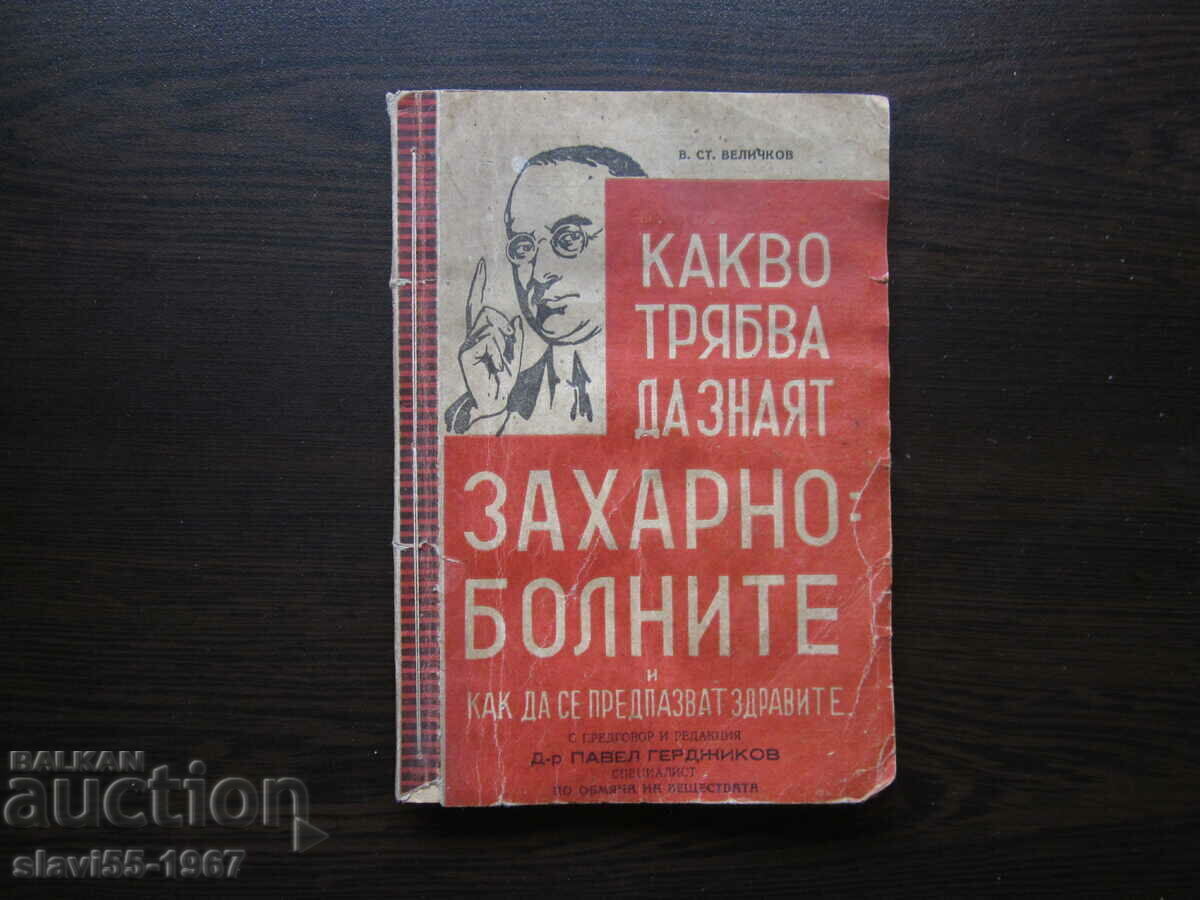 В. СТ. ВЕЛИЧКОВ
КАКВО
ТРЯБВА
ДА ЗНАЯТ
ЗАХАРНО:
БОЛНИТЕ
и
КАК ДА СЕ ПРЕДПАЗВАТ ЗДРАВИТЕ.
С ПРЕДГОВОР И РЕДАКЦИЯ
Д-р ПАВЕЛ ГЕРДЖИКОВ
СПЕЦИАЛИСТ
ПО ОБМЯНА НА ВЕЩЕСТВАТА
BALKAN
auction
slavi55-1967